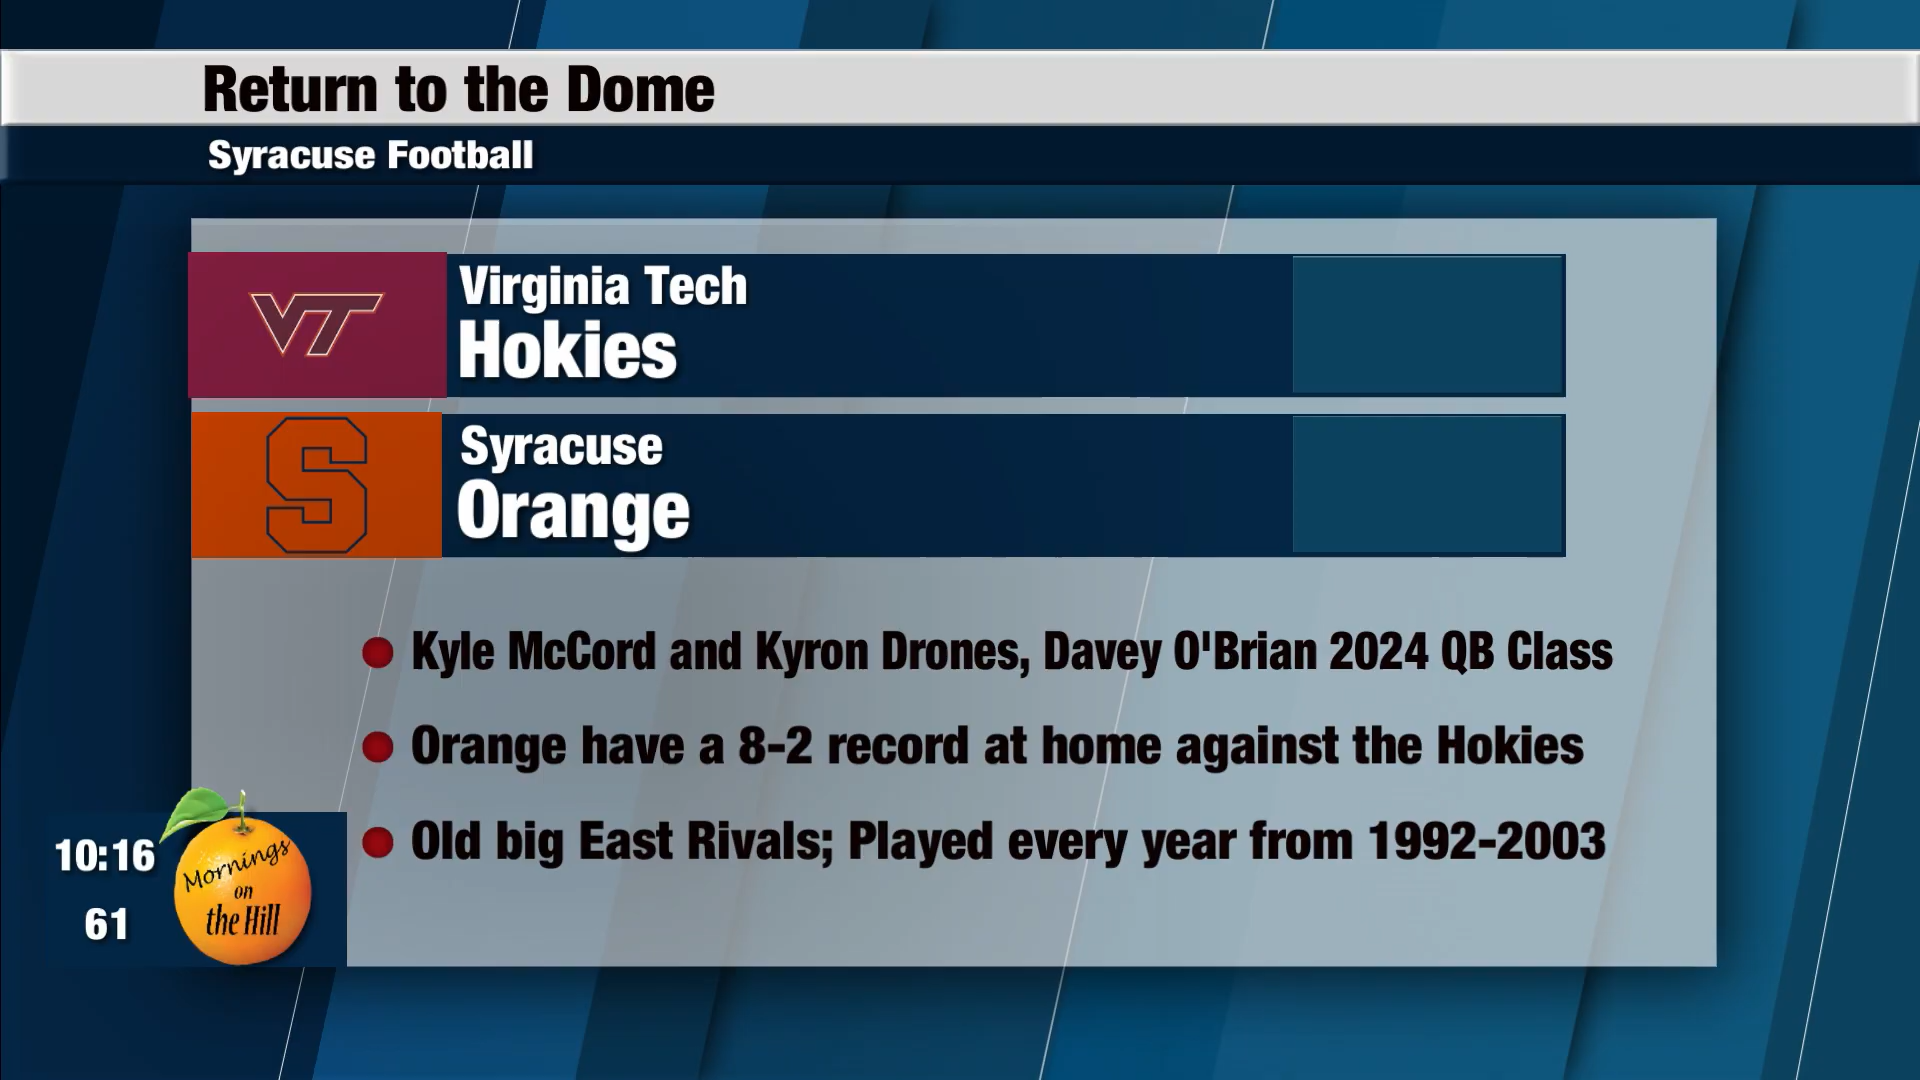 Return to the Dome
Syracuse Football
VT
Virginia Tech
Hokies
S
Syracuse
Orange
Kyle McCord and Kyron Drones, Davey O'Brian 2024 QB Class
Orange have a 8-2 record at home against the Hokies
Old big East Rivals; Played every year from 1992-2003
10:16
61
Mornings
on
the Hill